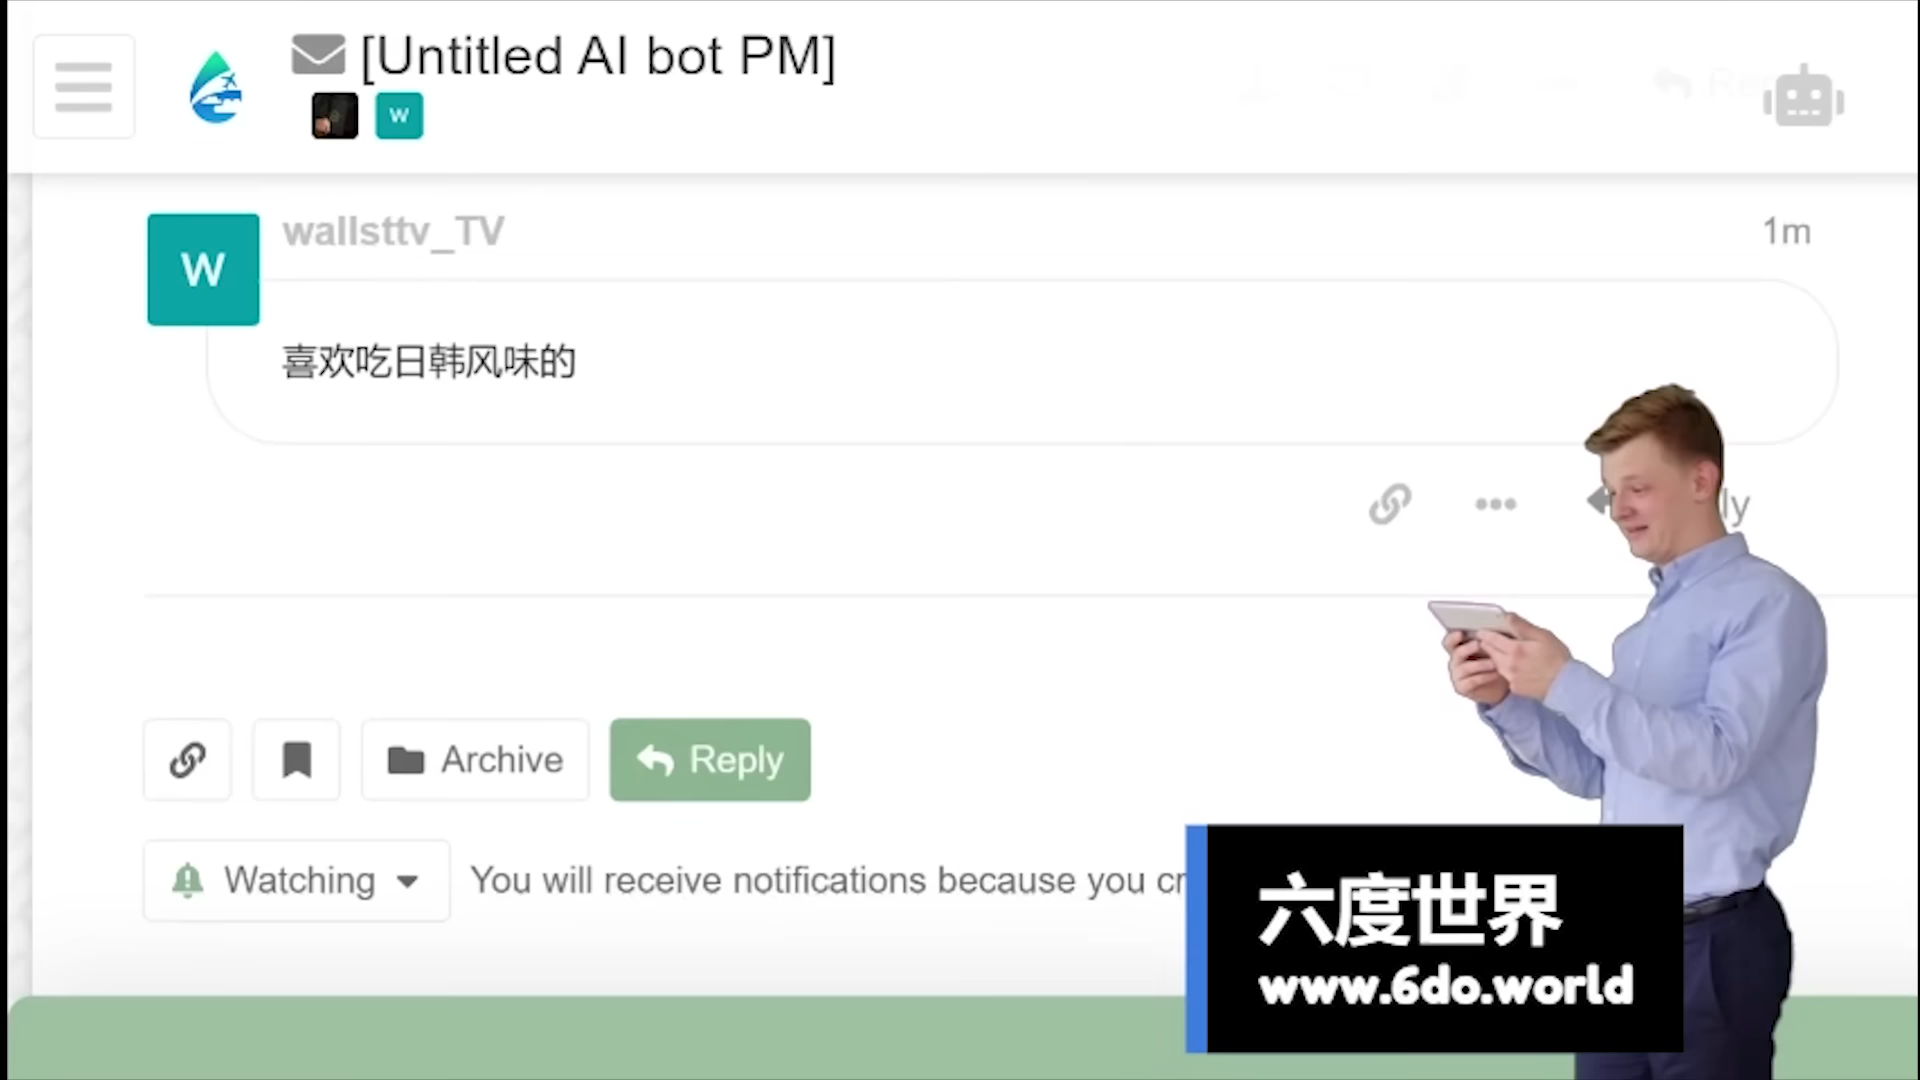 [Untitled AI bot PM]
W
W
wallsttv_TV
1m
喜欢吃日韩风味的
Archive
Reply
Watching
You will receive notifications because you cr
六度世界
www.6do.world